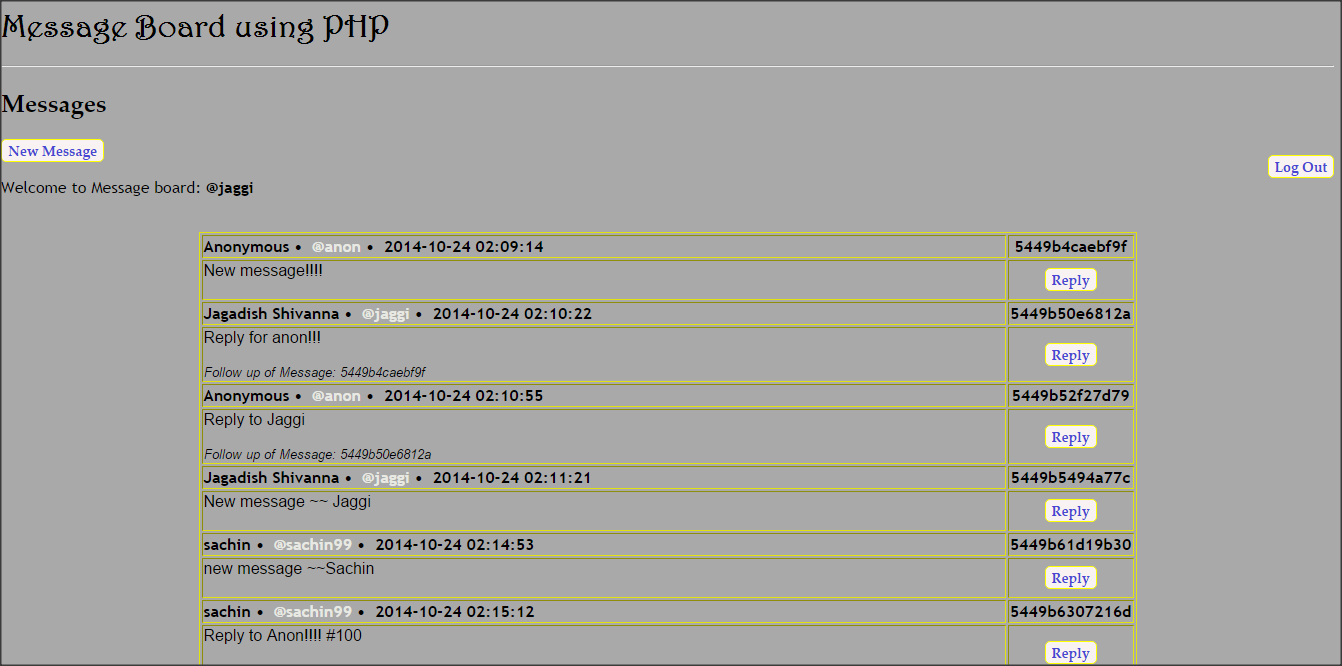 Message Board using PHP
Messages
New Message
Log Out
Welcome to Message board: @jaggi
Anonymous • @anon • 2014-10-24 02:09:14 5449b4caebf9f
New message!!!!
Reply
Jagadish Shivanna • @jaggi • 2014-10-24 02:10:22 5449b50e6812a
Reply for anon!!!
Reply
Follow up of Message: 5449b4caebf9f
Anonymous • @anon • 2014-10-24 02:10:55 5449b52f27d79
Reply to Jaggi
Reply
Follow up of Message: 5449b50e6812a
Jagadish Shivanna • @jaggi • 2014-10-24 02:11:21 5449b5494a77c
New message ~~ Jaggi
Reply
sachin • @sachin99 • 2014-10-24 02:14:53 5449b61d19b30
new message ~~Sachin
Reply
sachin • @sachin99 • 2014-10-24 02:15:12 5449b6307216d
Reply to Anon!!!! #100
Reply